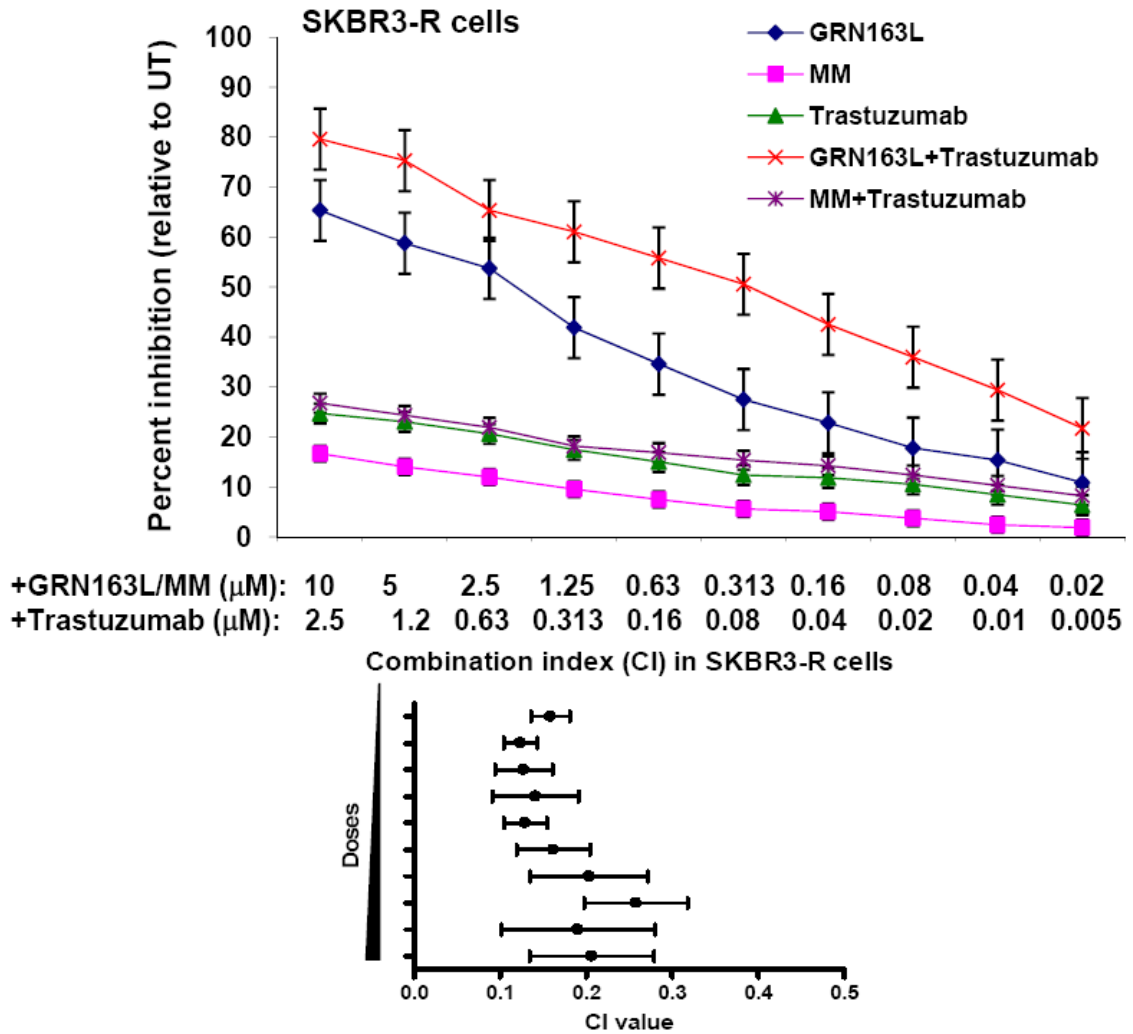 SKBR3-R cells
GRN163L
MM
Trastuzumab
GRN163L+Trastuzumab
MM+Trastuzumab
Percent inhibition (relative to UT)
100
90
80
70
60
50
40
30
20
10
0
+GRN163L/MM (μM): 10 5 2.5 1.25 0.63 0.313 0.16 0.08 0.04 0.02
+Trastuzumab (μM): 2.5 1.2 0.63 0.313 0.16 0.08 0.04 0.02 0.01 0.005
Combination index (CI) in SKBR3-R cells
Doses
0.0 0.1 0.2 0.3 0.4 0.5
CI value